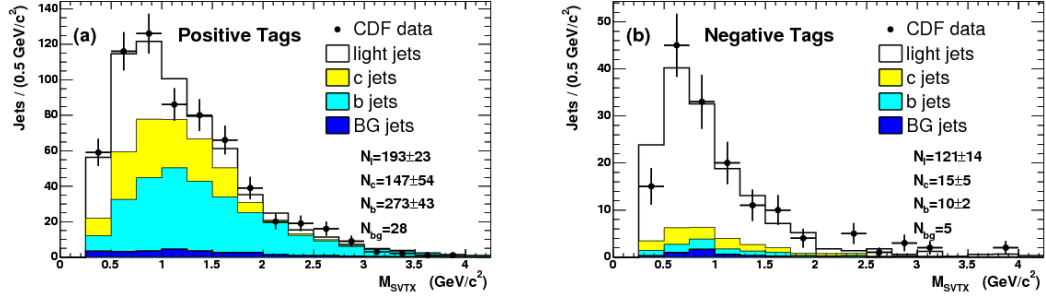 (a) Positive Tags
CDF data
light jets
c jets
b jets
BG jets
N_l=193±23
N_c=147±54
N_b=273±43
N_bg=28
Jets / (0.5 GeV/c²)
0 20 40 60 80 100 120 140
0 0.5 1 1.5 2 2.5 3 3.5 4
M_SVTX (GeV/c²)
(b) Negative Tags
CDF data
light jets
c jets
b jets
BG jets
N_l=121±14
N_c=15±5
N_b=10±2
N_bg=5
Jets / (0.5 GeV/c²)
0 10 20 30 40 50
0 0.5 1 1.5 2 2.5 3 3.5 4
M_SVTX (GeV/c²)